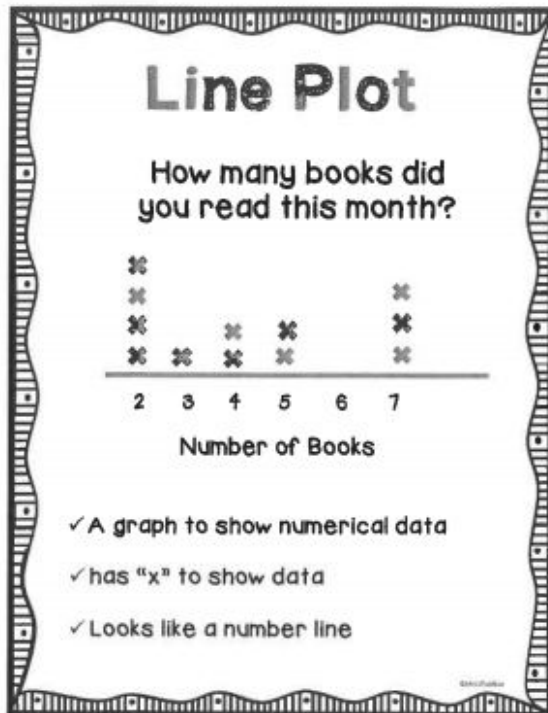 Line Plot
How many books did
you read this month?
2 3 4 5 6 7
Number of Books
✓A graph to show numerical data
✓has “x” to show data
✓Looks like a number line